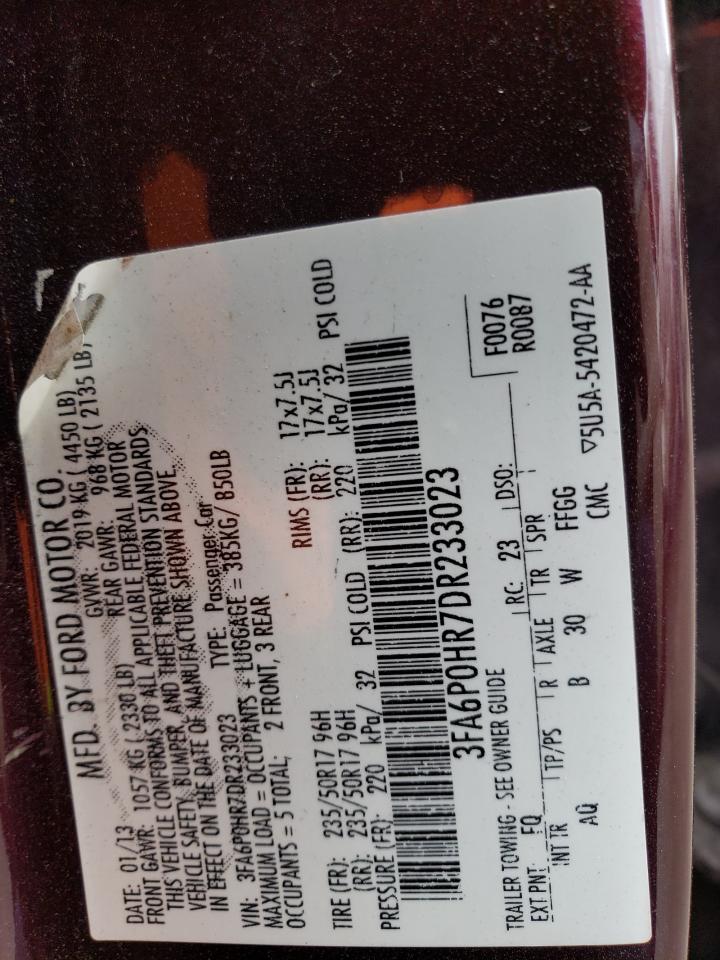 MFD. BY FORD MOTOR CO.
DATE: 01/13 GVWR: 2019 KG ( 4450 LB)
FRONT GAWR: 1057 KG ( 2330 LB) REAR GAWR: 968 KG ( 2135 LB)
THIS VEHICLE CONFORMS TO ALL APPLICABLE FEDERAL MOTOR
VEHICLE SAFETY, BUMPER, AND THEFT PREVENTION STANDARDS
IN EFFECT ON THE DATE OF MANUFACTURE SHOWN ABOVE.
VIN: 3FA6P0HR7DR233023 TYPE: Passenger Car
MAXIMUM LOAD = OCCUPANTS + LUGGAGE = 385KG/ 850LB
OCCUPANTS = 5 TOTAL; 2 FRONT, 3 REAR
TIRE (FR): 235/50R17 96H RIMS (FR): 17x7.5J
(RR): 235/50R17 96H (RR): 17x7.5J
PRESSURE (FR): 220 kPa/ 32 PSI COLD (RR): 220 kPa/ 32 PSI COLD
3FA6P0HR7DR233023
F0076
R0087
TRAILER TOWING - SEE OWNER GUIDE
EXT PNT: FQ RC: 23 DSO:
INT TR TP/PS R AXLE TR SPR
AQ B 30 W FFGG
CMC ▽5U5A-5420472-AA